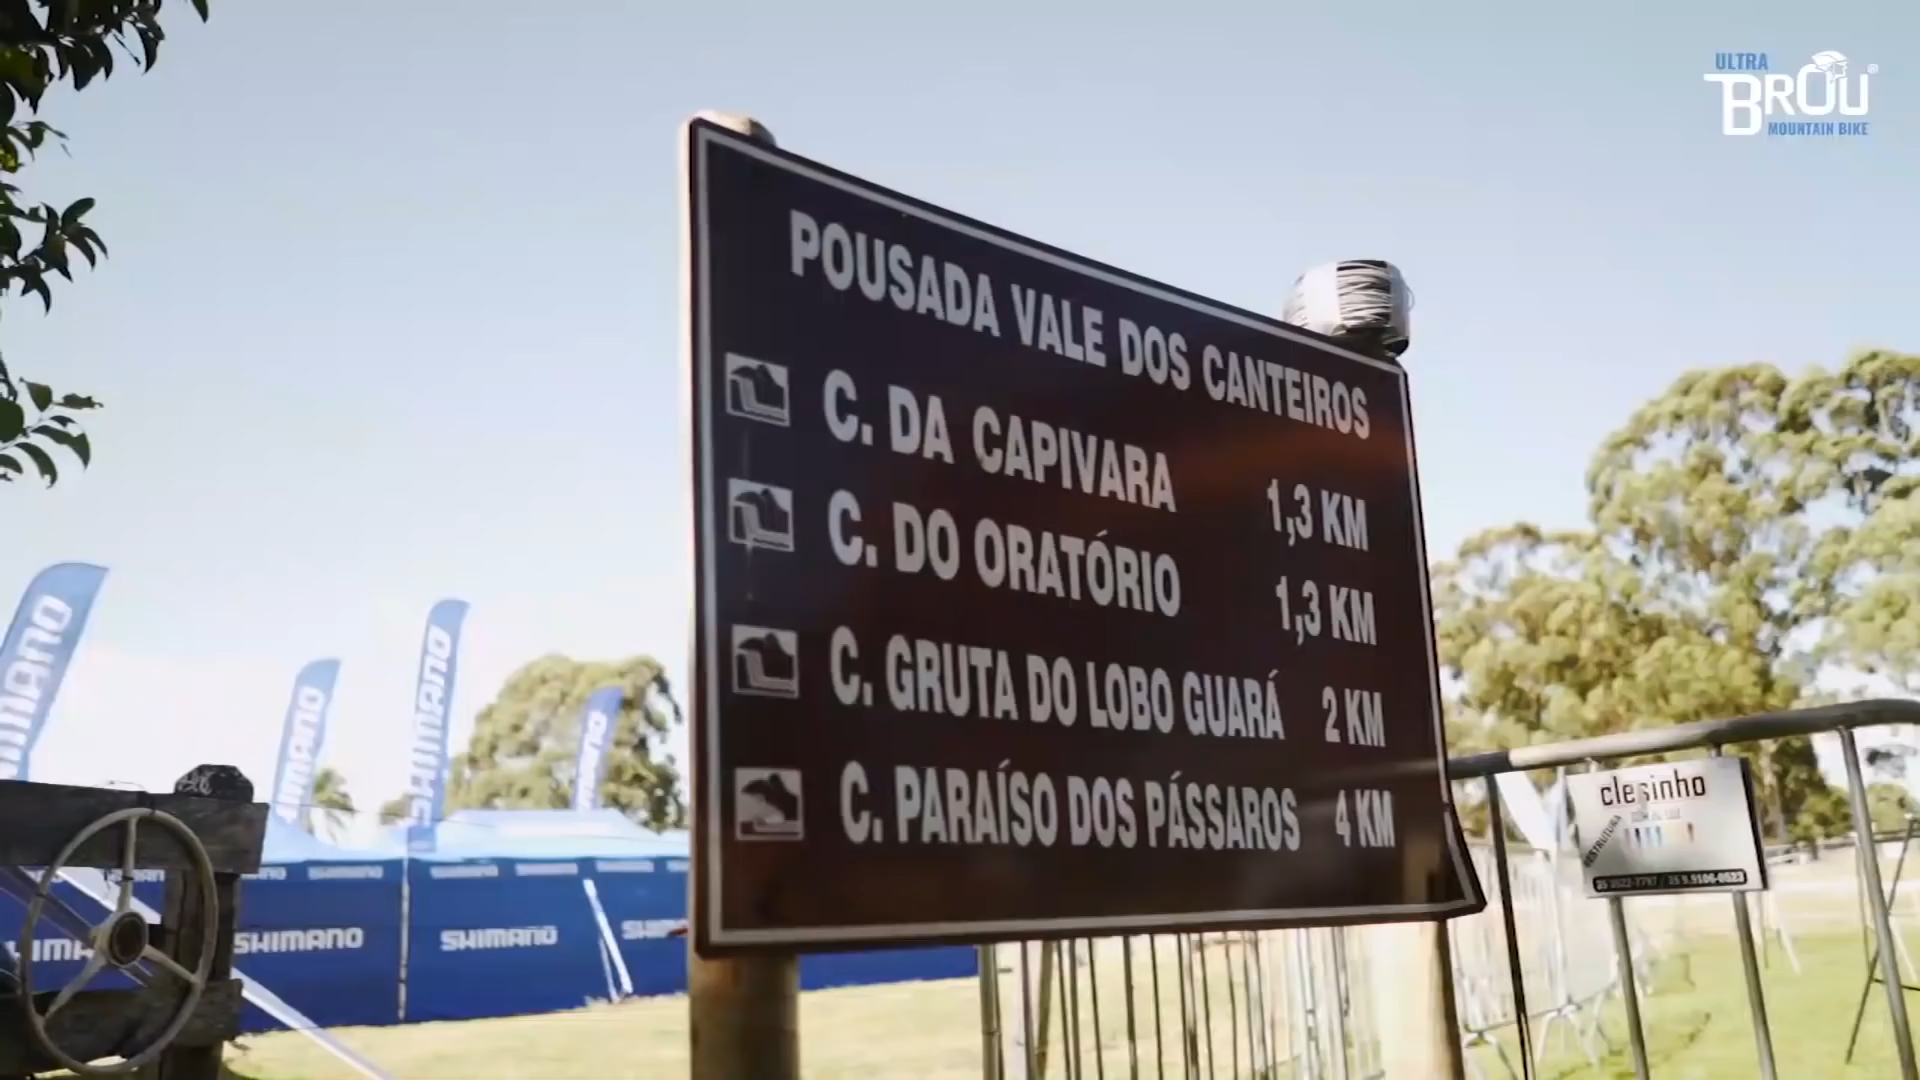 ULTRA
BROU®
MOUNTAIN BIKE
POUSADA VALE DOS CANTEIROS
C. DA CAPIVARA 1,3 KM
C. DO ORATÓRIO 1,3 KM
C. GRUTA DO LOBO GUARÁ 2 KM
C. PARAÍSO DOS PÁSSAROS 4 KM
SHIMANO
SHIMANO
SHIMANO
SHIMANO
SHIMANO
SHIMANO
clesinho